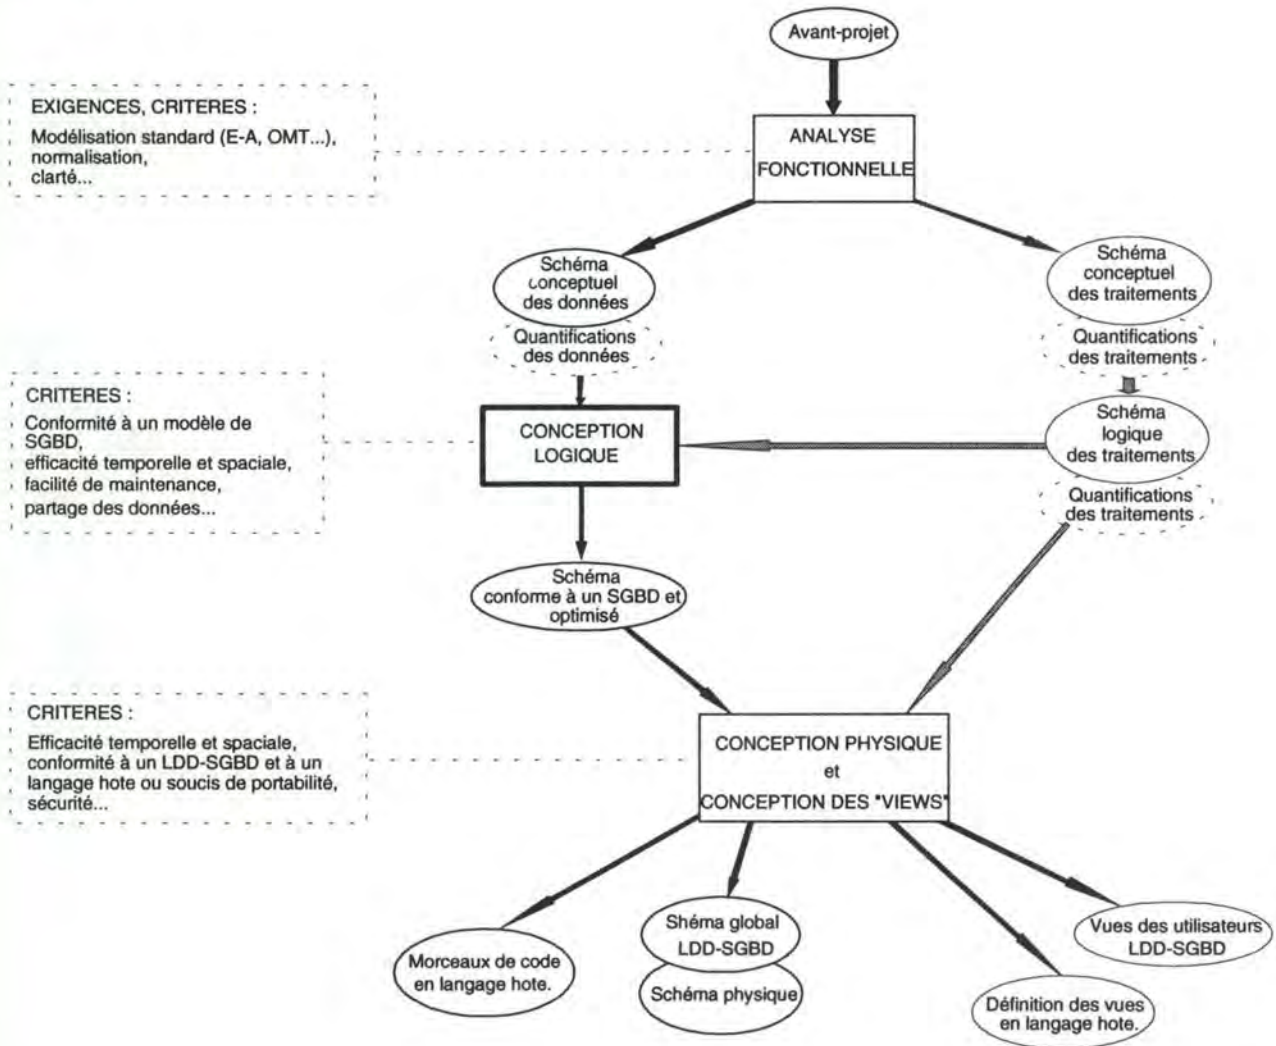 Avant-projet
EXIGENCES, CRITERES :
Modélisation standard (E-A, OMT...),
normalisation,
clarté...
ANALYSE
FONCTIONNELLE
Schéma
conceptuel
des données
Quantifications
des données
Schéma
conceptuel
des traitements
Quantifications
des traitements
CRITERES :
Conformité à un modèle de
SGBD,
efficacité temporelle et spaciale,
facilité de maintenance,
partage des données...
CONCEPTION
LOGIQUE
Schéma
logique
des traitements
Quantifications
des traitements
Schéma
conforme à un SGBD et
optimisé
CRITERES :
Efficacité temporelle et spaciale,
conformité à un LDD-SGBD et à un
langage hote ou soucis de portabilité,
sécurité...
CONCEPTION PHYSIQUE
et
CONCEPTION DES "VIEWS"
Morceaux de code
en langage hote.
Shéma global
LDD-SGBD
Schéma physique
Définition des vues
en langage hote.
Vues des utilisateurs
LDD-SGBD